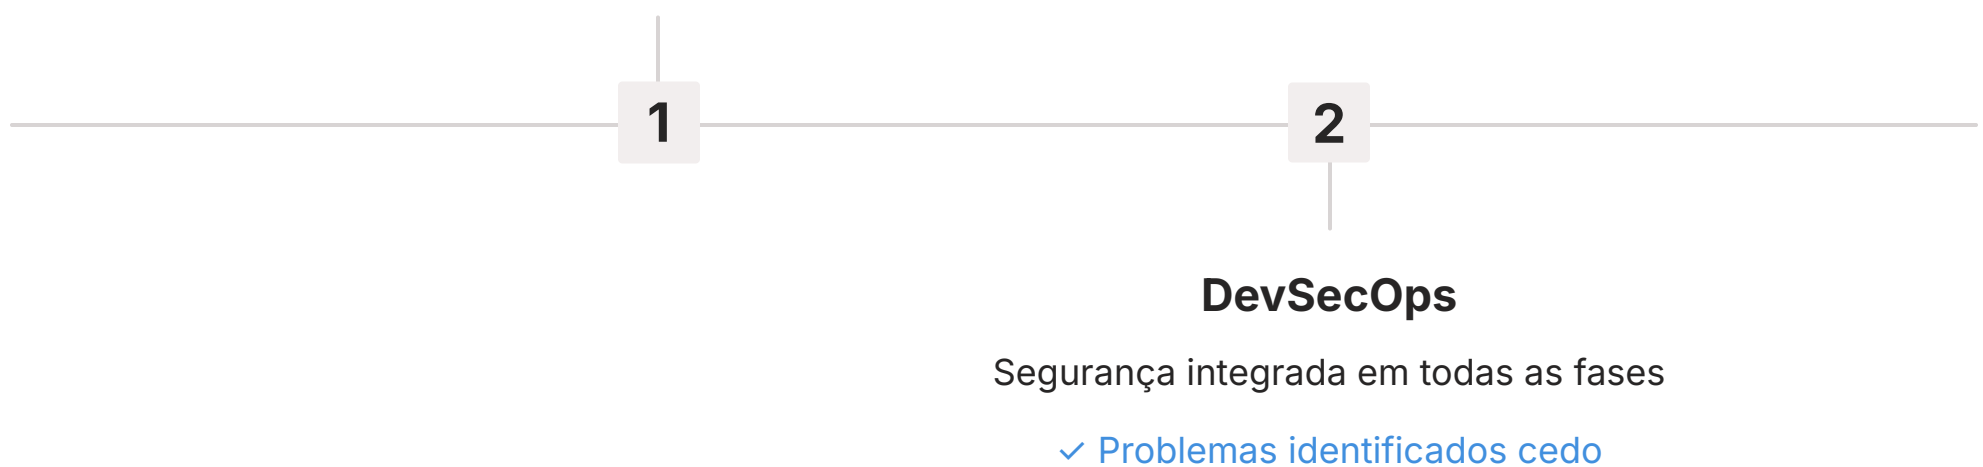 1
2
DevSecOps
Segurança integrada em todas as fases
✓ Problemas identificados cedo